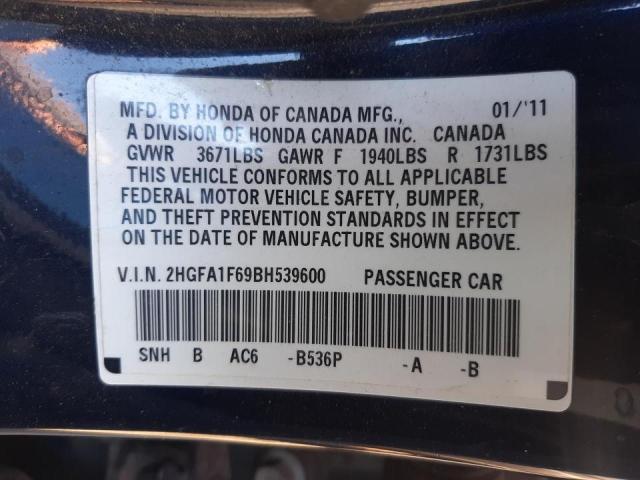 MFD. BY HONDA OF CANADA MFG., 01/'11
A DIVISION OF HONDA CANADA INC. CANADA
GVWR 3671LBS GAWR F 1940LBS R 1731LBS
THIS VEHICLE CONFORMS TO ALL APPLICABLE
FEDERAL MOTOR VEHICLE SAFETY, BUMPER,
AND THEFT PREVENTION STANDARDS IN EFFECT
ON THE DATE OF MANUFACTURE SHOWN ABOVE.
V.I.N. 2HGFA1F69BH539600 PASSENGER CAR
SNH B AC6 -B536P -A -B